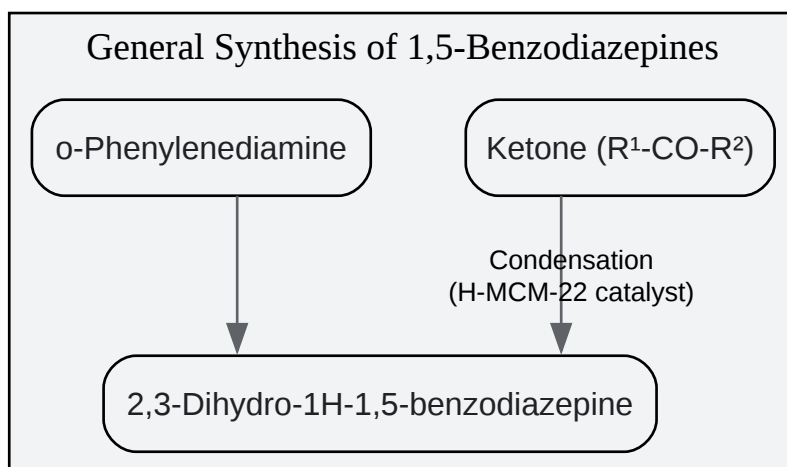 General Synthesis of 1,5-Benzodiazepines
o-Phenylenediamine
Ketone (R¹-CO-R²)
Condensation
(H-MCM-22 catalyst)
2,3-Dihydro-1H-1,5-benzodiazepine